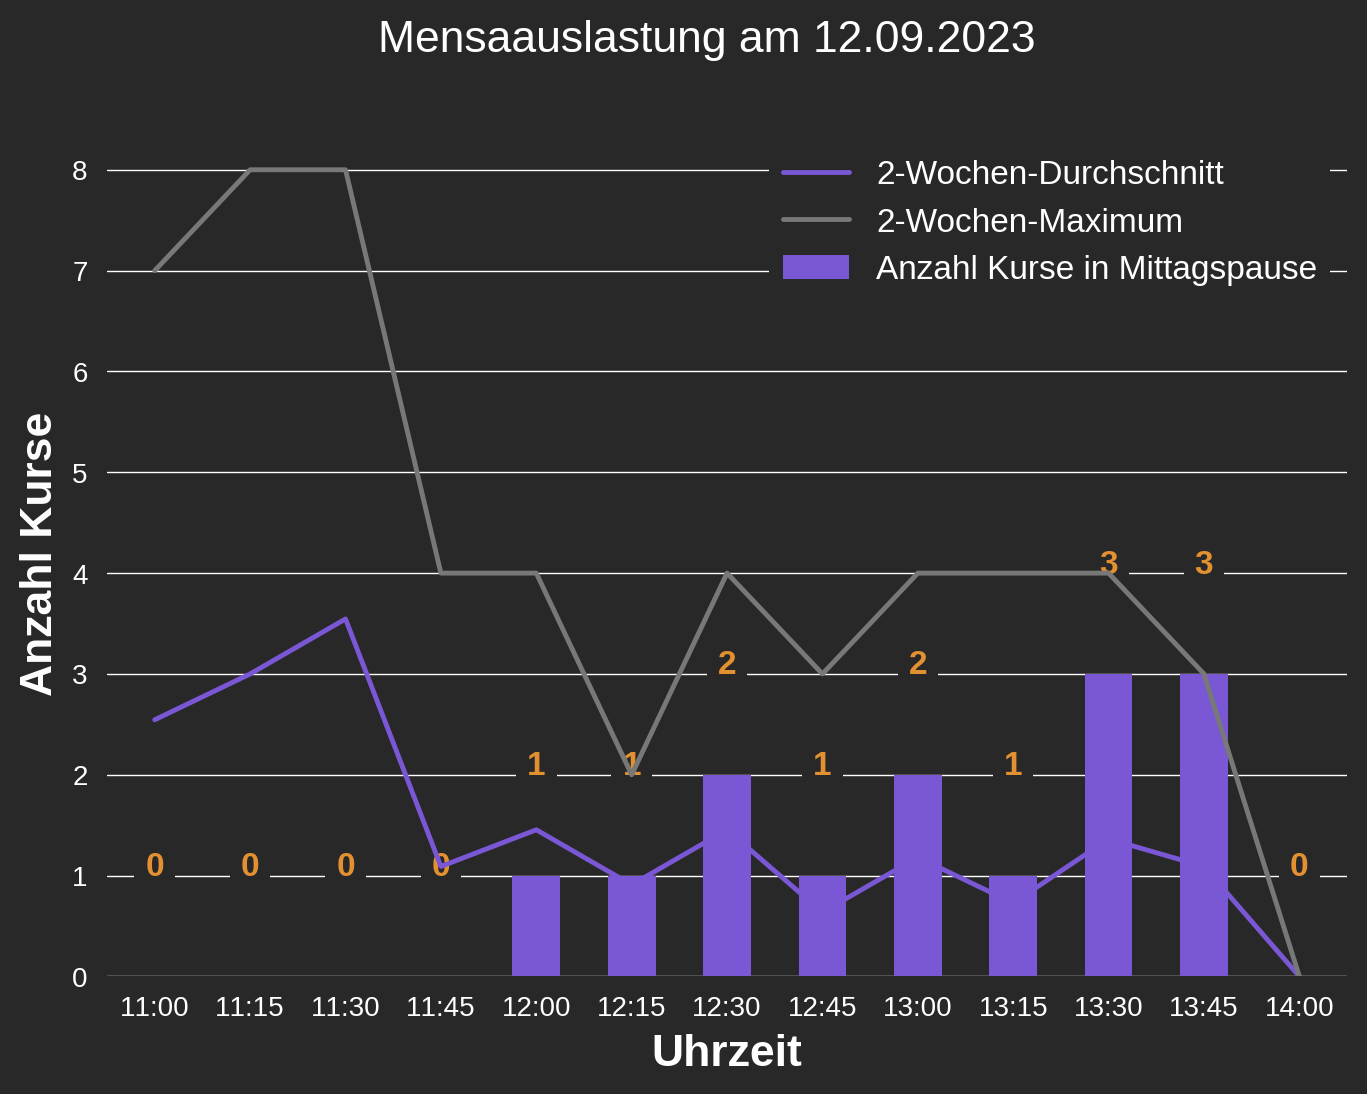 Mensaauslastung am 12.09.2023
2-Wochen-Durchschnitt
2-Wochen-Maximum
Anzahl Kurse in Mittagspause
Anzahl Kurse
8
7
6
5
4
3
2
1
0
3 3
2 2
1 1 1 1
0 0 0 0 0
11:00 11:15 11:30 11:45 12:00 12:15 12:30 12:45 13:00 13:15 13:30 13:45 14:00
Uhrzeit